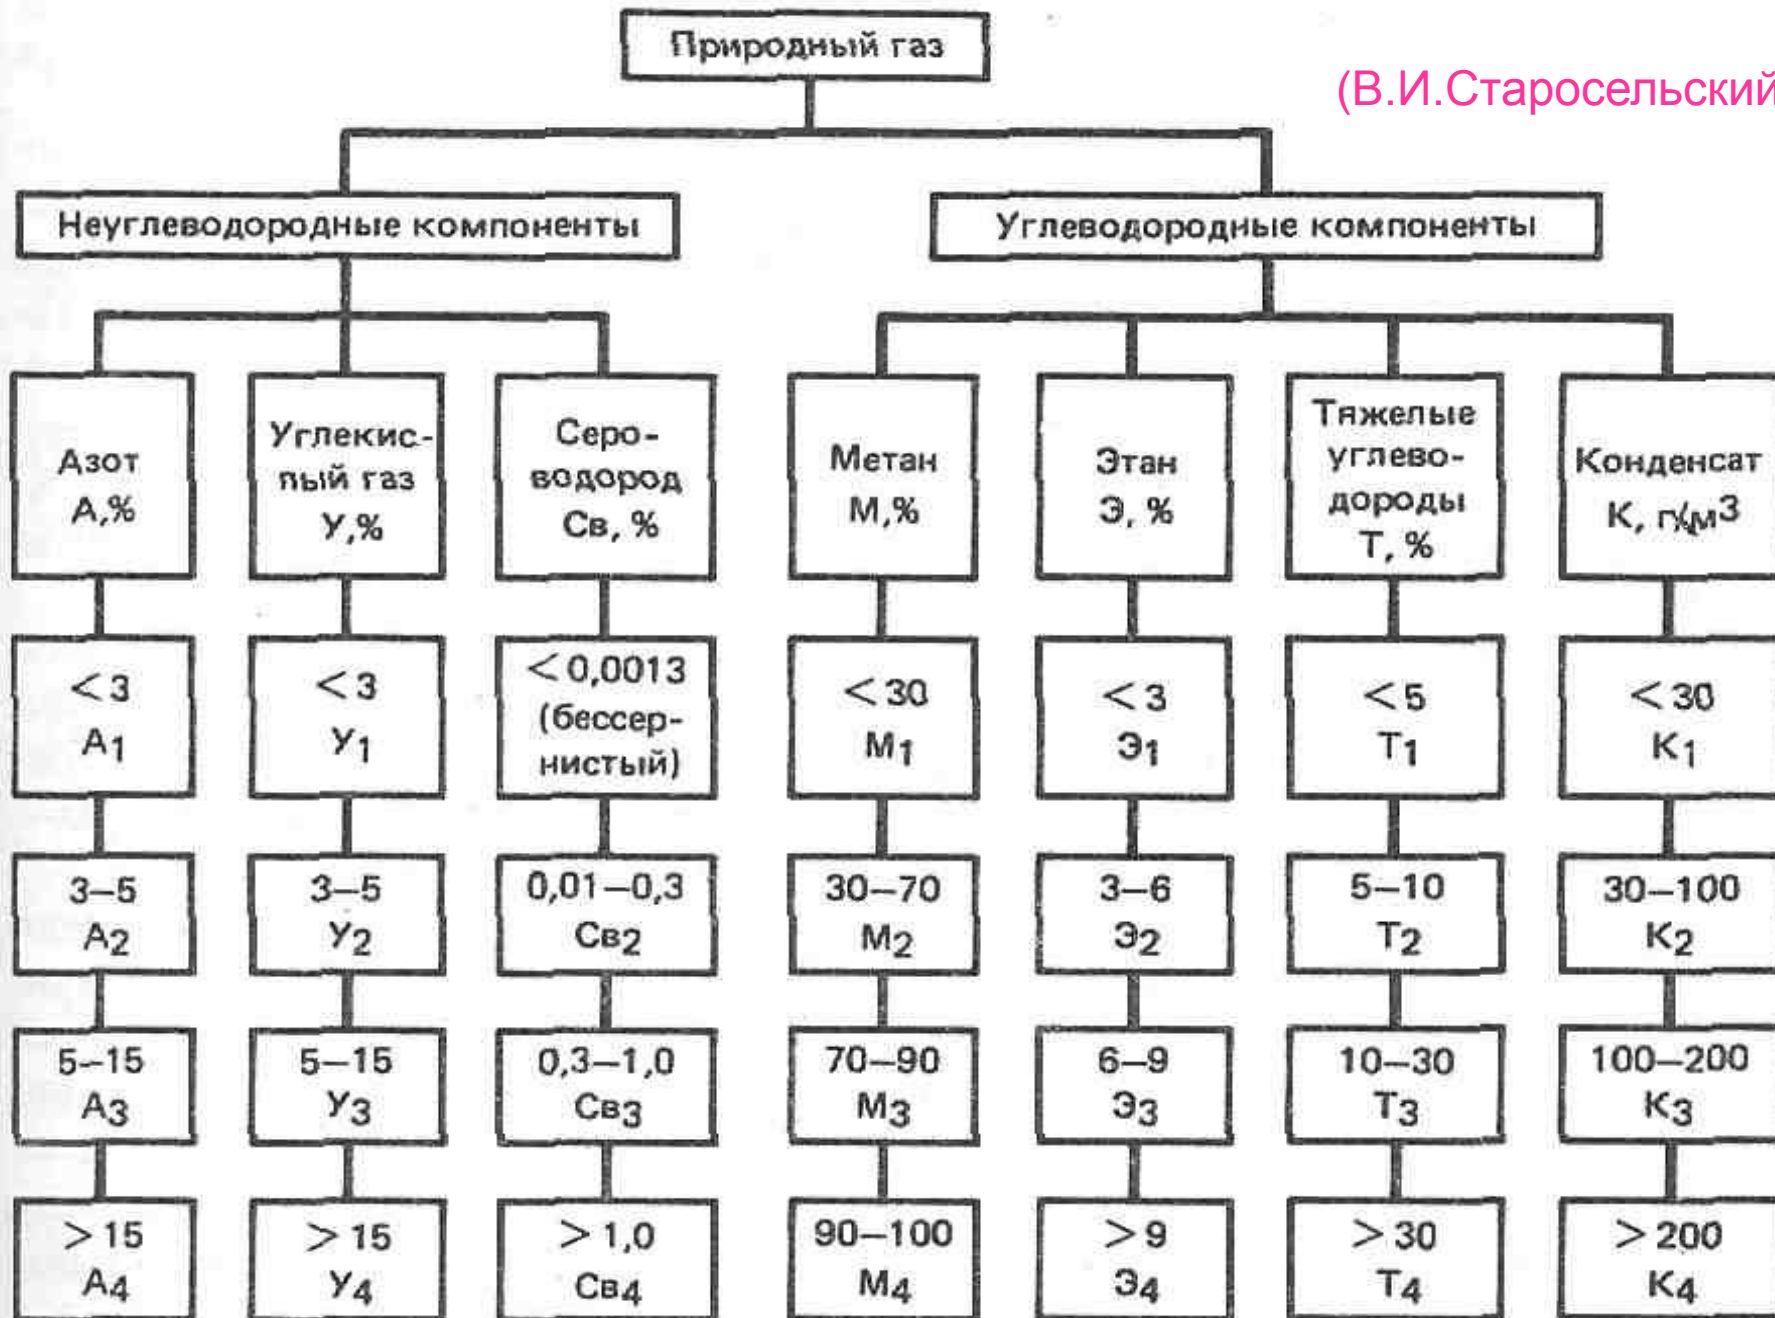 Природный газ
(В.И.Старосельский
Неуглеводородные компоненты
Углеводородные компоненты
Азот
А,%
Углекис-
лый газ
У,%
Серо-
водород
Св, %
Метан
М,%
Этан
Э, %
Тяжелые
углево-
дороды
Т, %
Конденсат
К, г/м³
<3
А1
<3
У1
<0,0013
(бессер-
нистый)
<30
М1
<3
Э1
<5
Т1
<30
К1
3–5
А2
3–5
У2
0,01–0,3
Св2
30–70
М2
3–6
Э2
5–10
Т2
30–100
К2
5–15
А3
5–15
У3
0,3–1,0
Св3
70–90
М3
6–9
Э3
10–30
Т3
100–200
К3
>15
А4
>15
У4
>1,0
Св4
90–100
М4
>9
Э4
>30
Т4
>200
К4